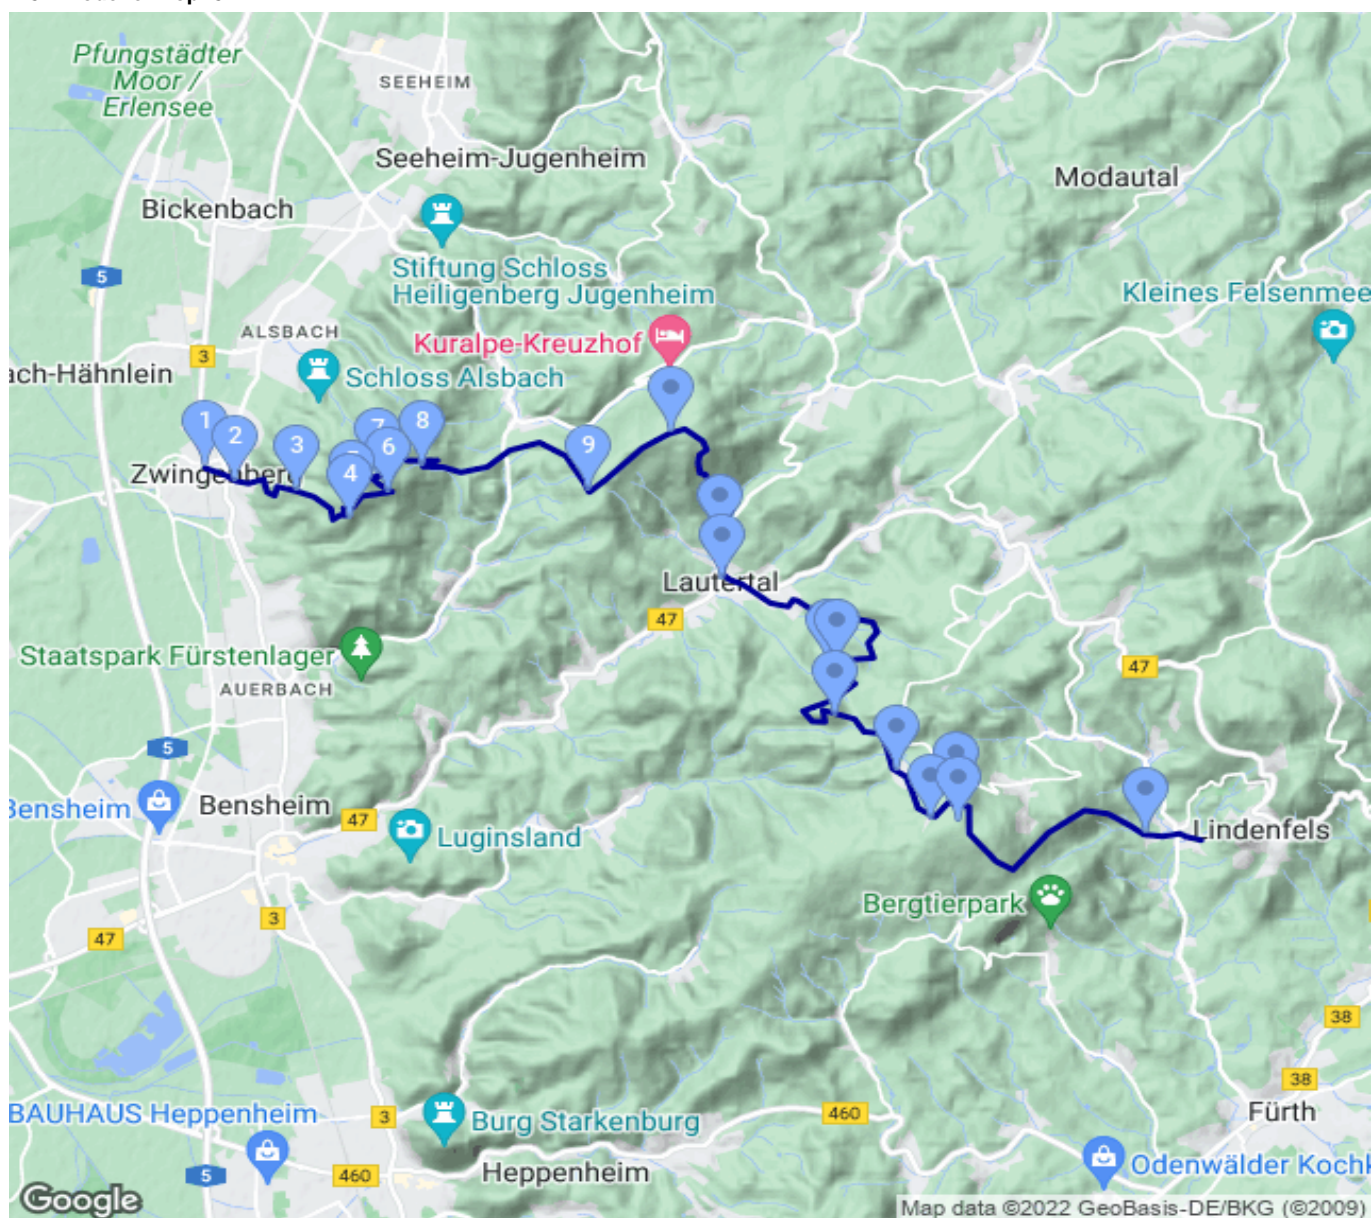 Pfungstädter
Moor /
Erlensee
SEEHEIM
Seeheim-Jugenheim
Modautal
Bickenbach
5
Stiftung Schloss
Heiligenberg Jugenheim
Kleines Felsenmee
ALSBACH
Kuralpe-Kreuzhof
3
ach-Hähnlein
Schloss Alsbach
1
2
3
7
8
6
5
4
9
Zwingenberg
Lautertal
47
Staatspark Fürstenlager
AUERBACH
47
5
Bensheim
Bensheim
47
Luginsland
Lindenfels
Bergtierpark
3
47
38
38
BAUHAUS Heppenheim
3
Burg Starkenburg
460
Fürth
5
460
Heppenheim
Odenwälder Kochk
Google
Map data ©2022 GeoBasis-DE/BKG (©2009)